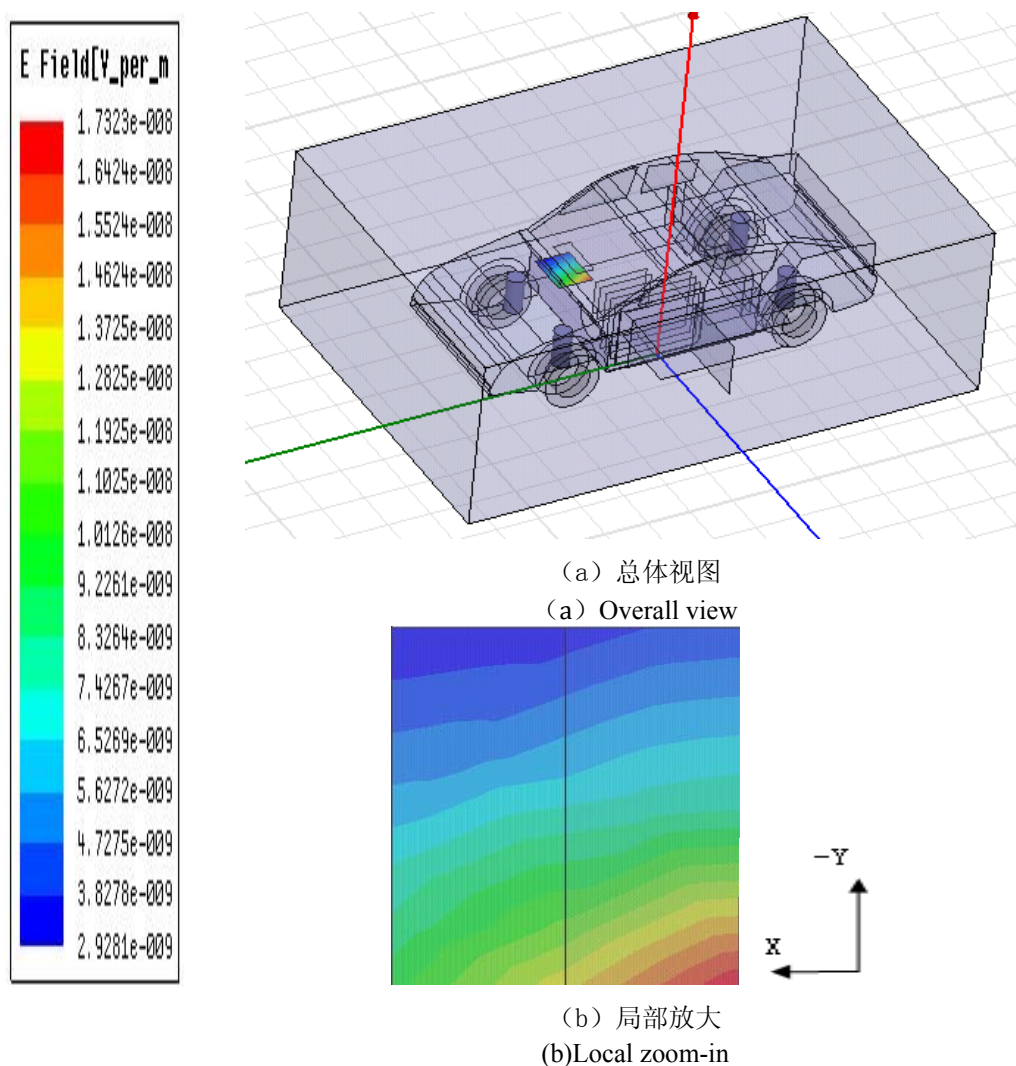 E Field[V_per_m
1.7323e-008
1.6424e-008
1.5524e-008
1.4624e-008
1.3725e-008
1.2825e-008
1.1925e-008
1.1025e-008
1.0126e-008
9.2261e-009
8.3264e-009
7.4267e-009
6.5269e-009
5.6272e-009
4.7275e-009
3.8278e-009
2.9281e-009
（a）总体视图
（a）Overall view
-Y
X
（b）局部放大
(b)Local zoom-in